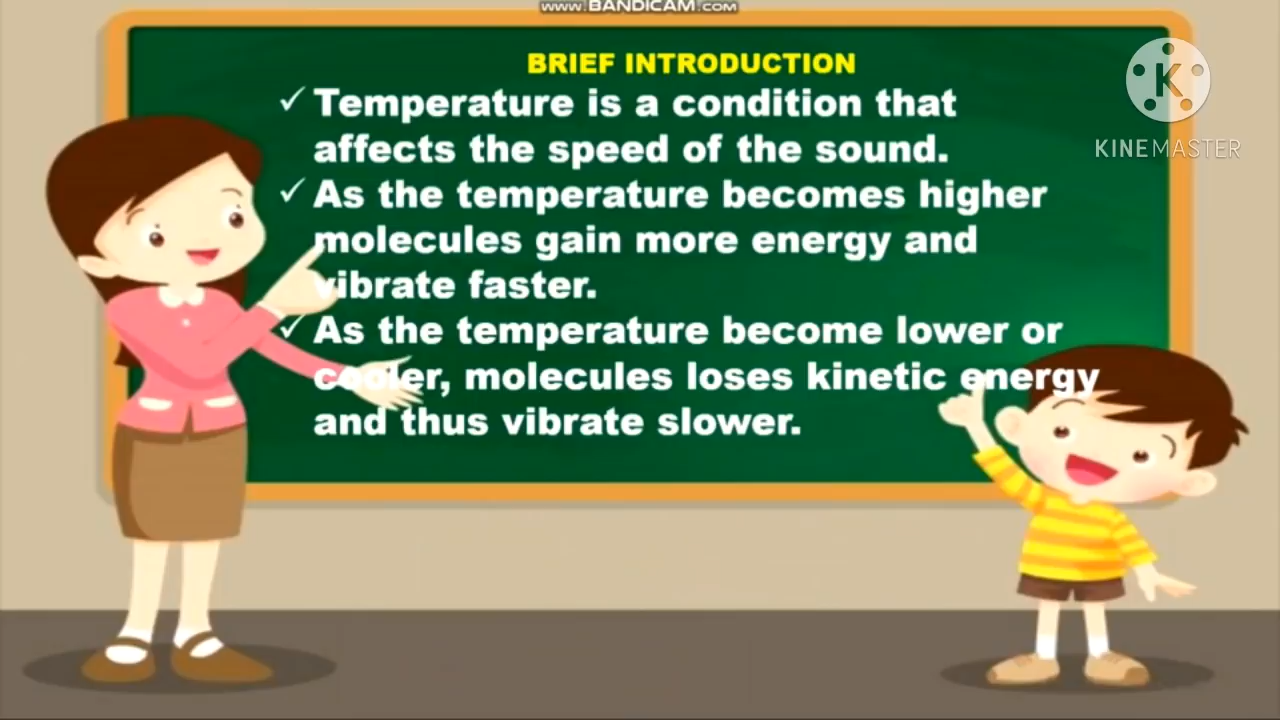 www.BANDICAM.com
BRIEF INTRODUCTION
✓ Temperature is a condition that
affects the speed of the sound.
✓ As the temperature becomes higher
molecules gain more energy and
vibrate faster.
✓ As the temperature become lower or
cooler, molecules loses kinetic energy
and thus vibrate slower.
K
KINEMASTER